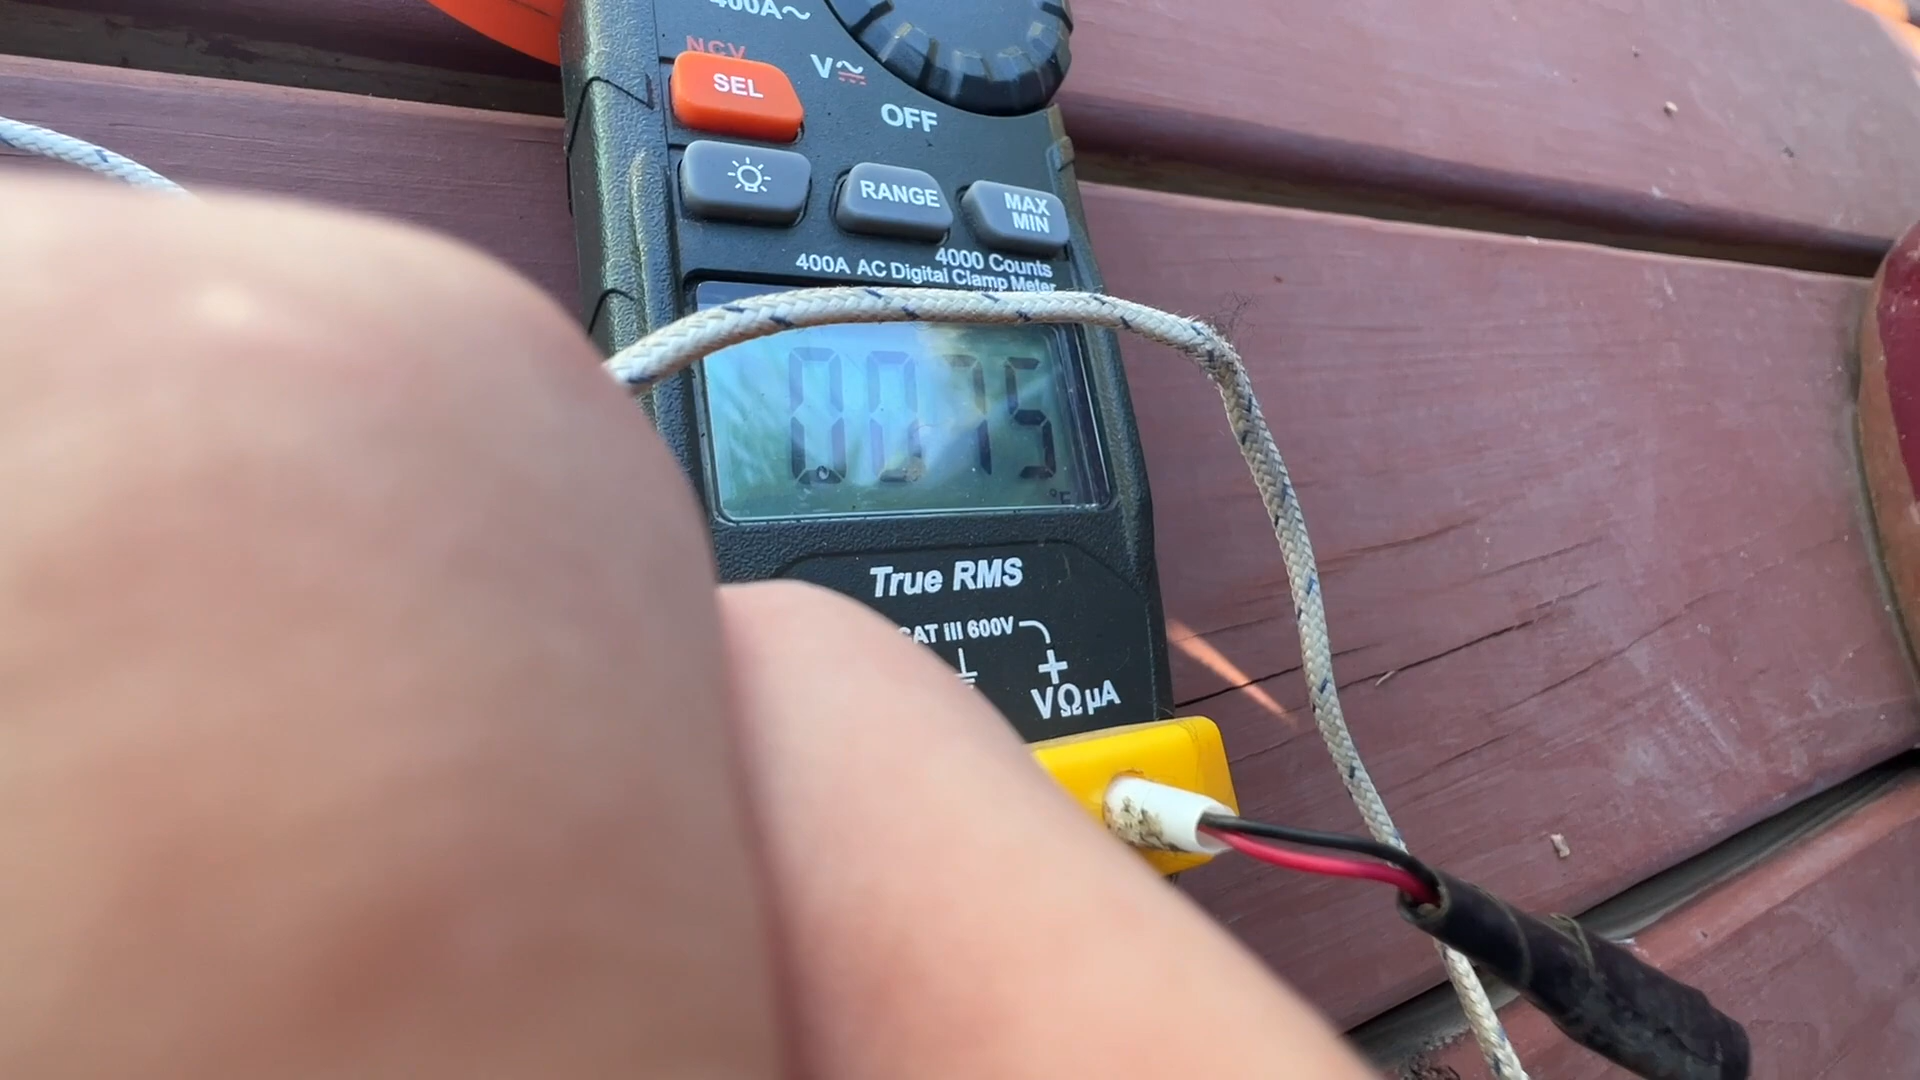 400A~
NCV
SEL
V
OFF
RANGE
MAX
MIN
4000 Counts
400A AC Digital Clamp Meter
0075
°F
True RMS
CAT III 600V
+
VΩµA